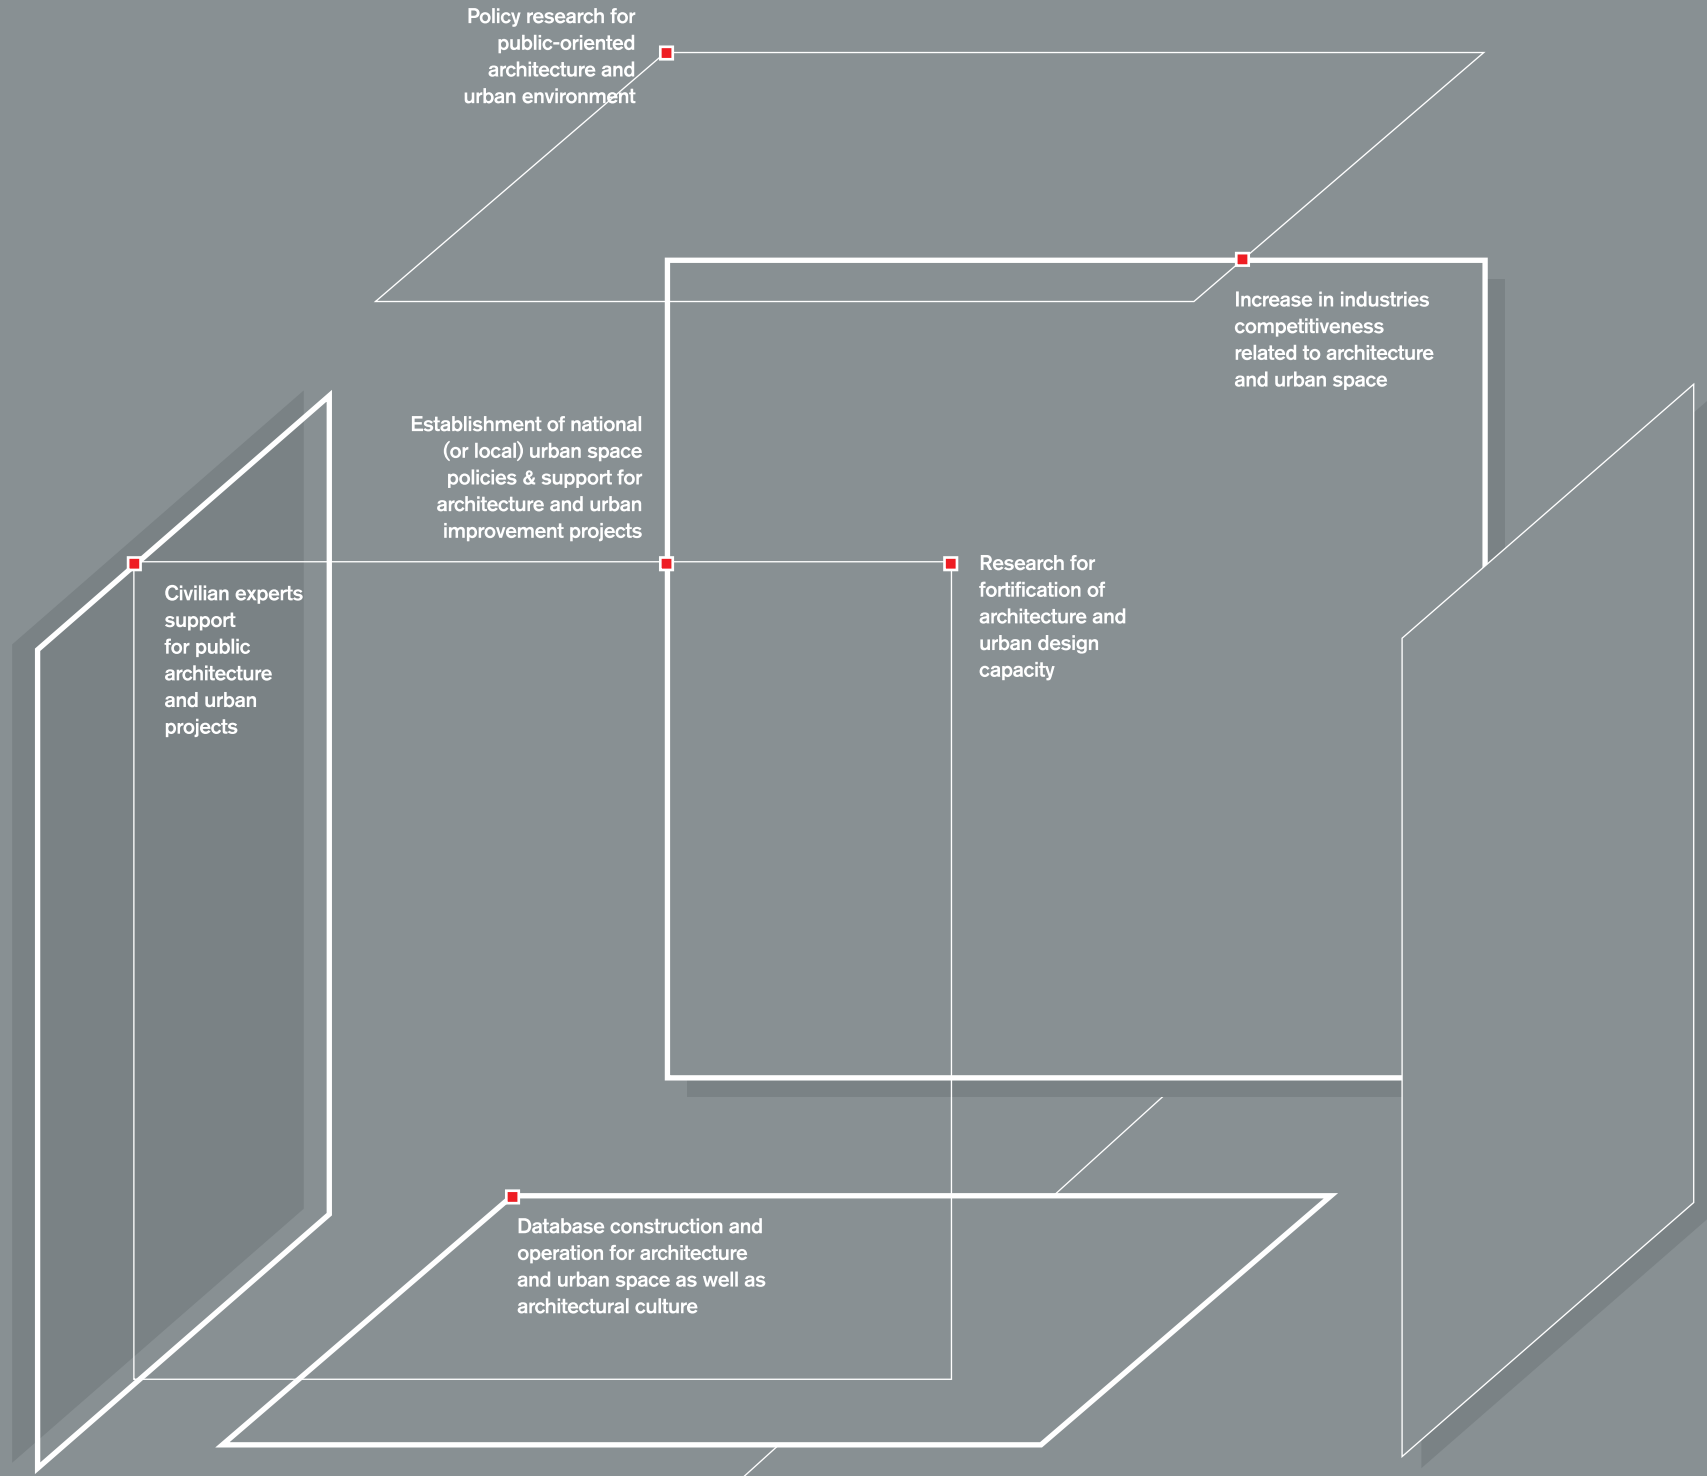 Policy research for
public-oriented
architecture and
urban environment
Increase in industries
competitiveness
related to architecture
and urban space
Establishment of national
(or local) urban space
policies & support for
architecture and urban
improvement projects
Research for
fortification of
architecture and
urban design
capacity
Civilian experts
support
for public
architecture
and urban
projects
Database construction and
operation for architecture
and urban space as well as
architectural culture